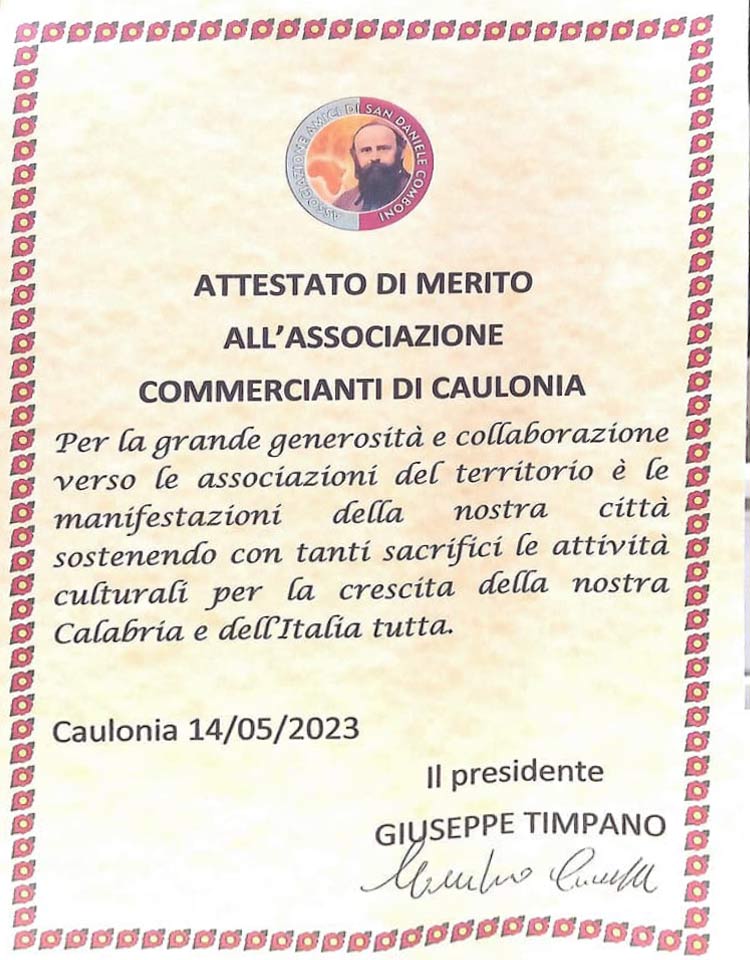 ASSOCIAZIONE AMICI DI SAN DANIELE COMBONI
ATTESTATO DI MERITO
ALL'ASSOCIAZIONE
COMMERCIANTI DI CAULONIA
Per la grande generosità e collaborazione
verso le associazioni del territorio è le
manifestazioni della nostra città
sostenendo con tanti sacrifici le attività
culturali per la crescita della nostra
Calabria e dell'Italia tutta.
Caulonia 14/05/2023
Il presidente
GIUSEPPE TIMPANO